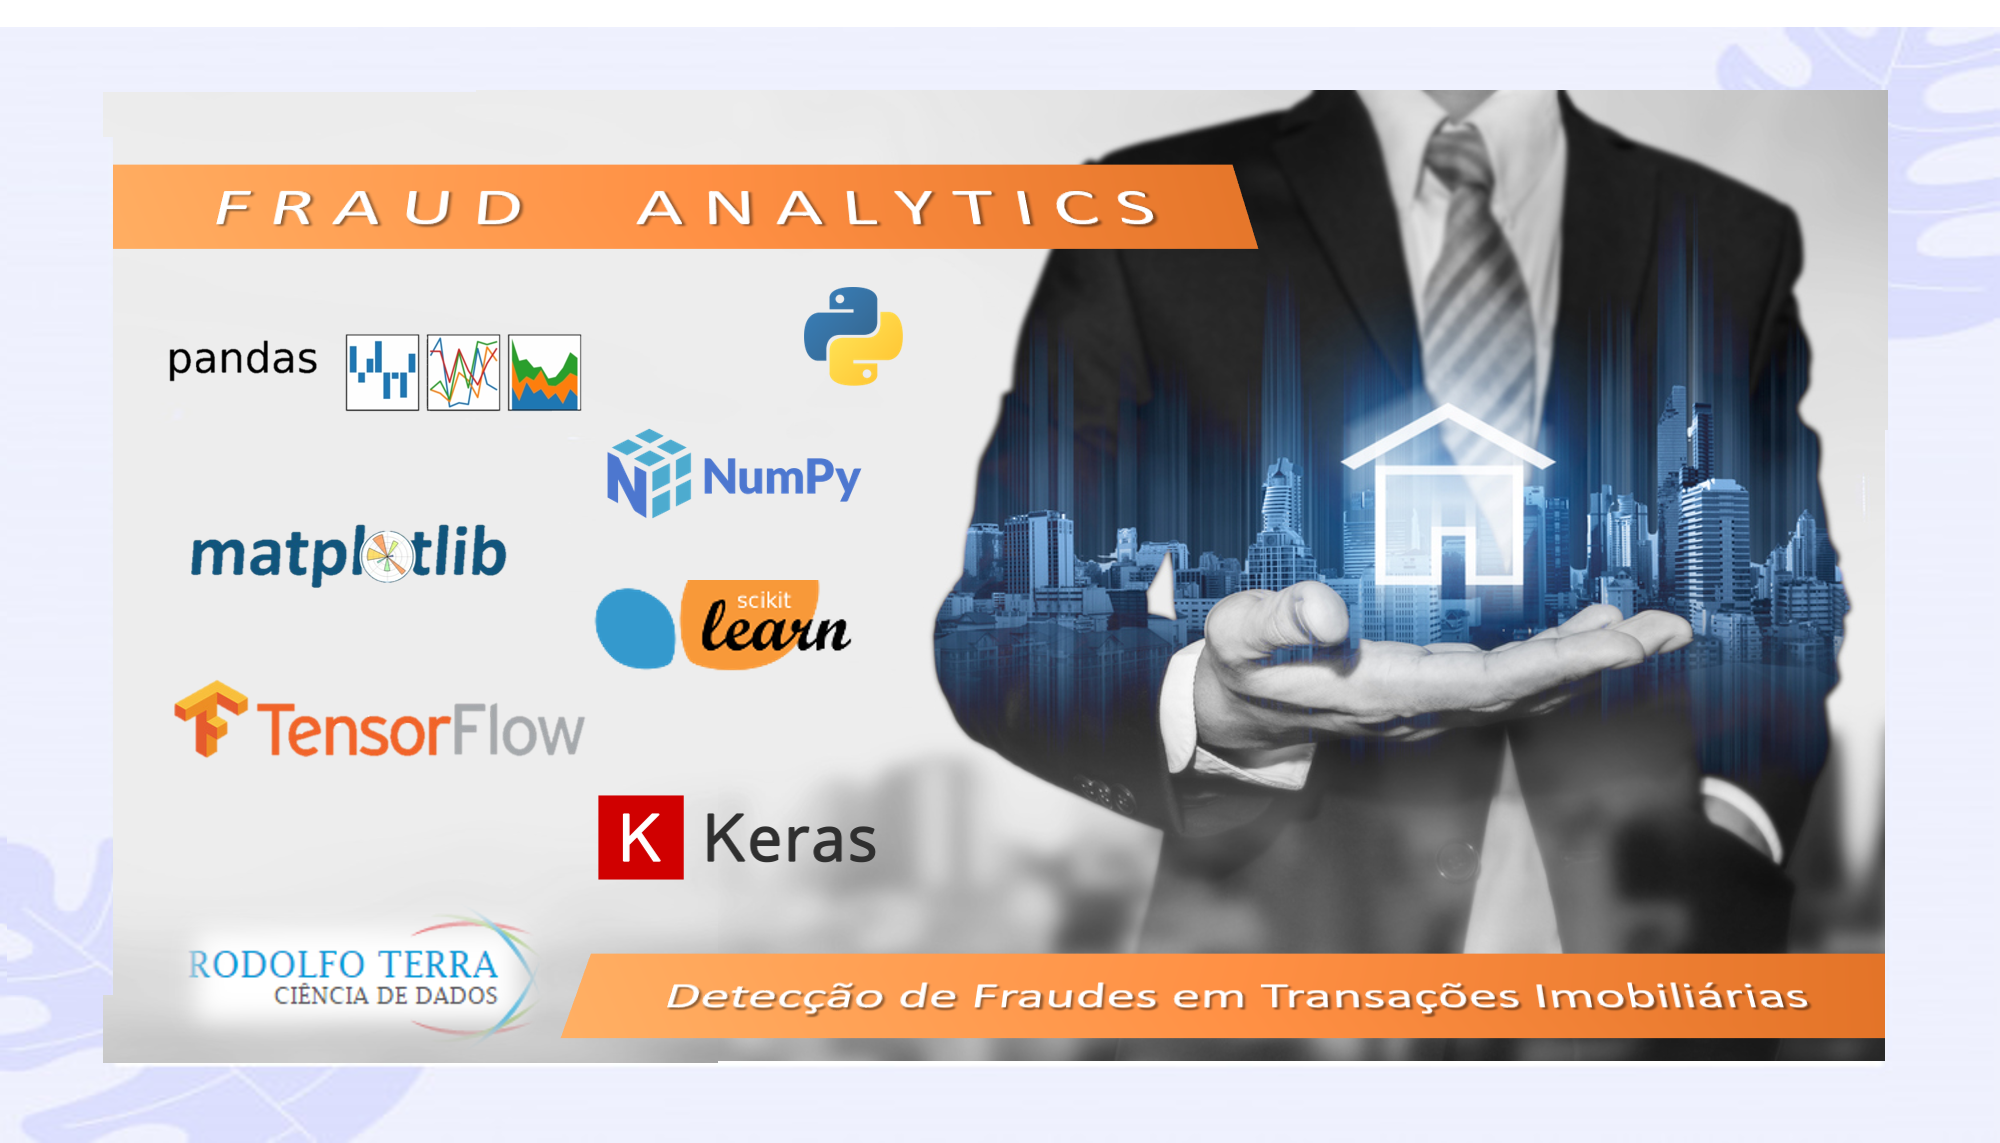 FRAUD ANALYTICS
pandas
NumPy
matplotlib
scikit
learn
TensorFlow
K Keras
RODOLFO TERRA
CIÊNCIA DE DADOS
Detecção de Fraudes em Transações Imobiliárias